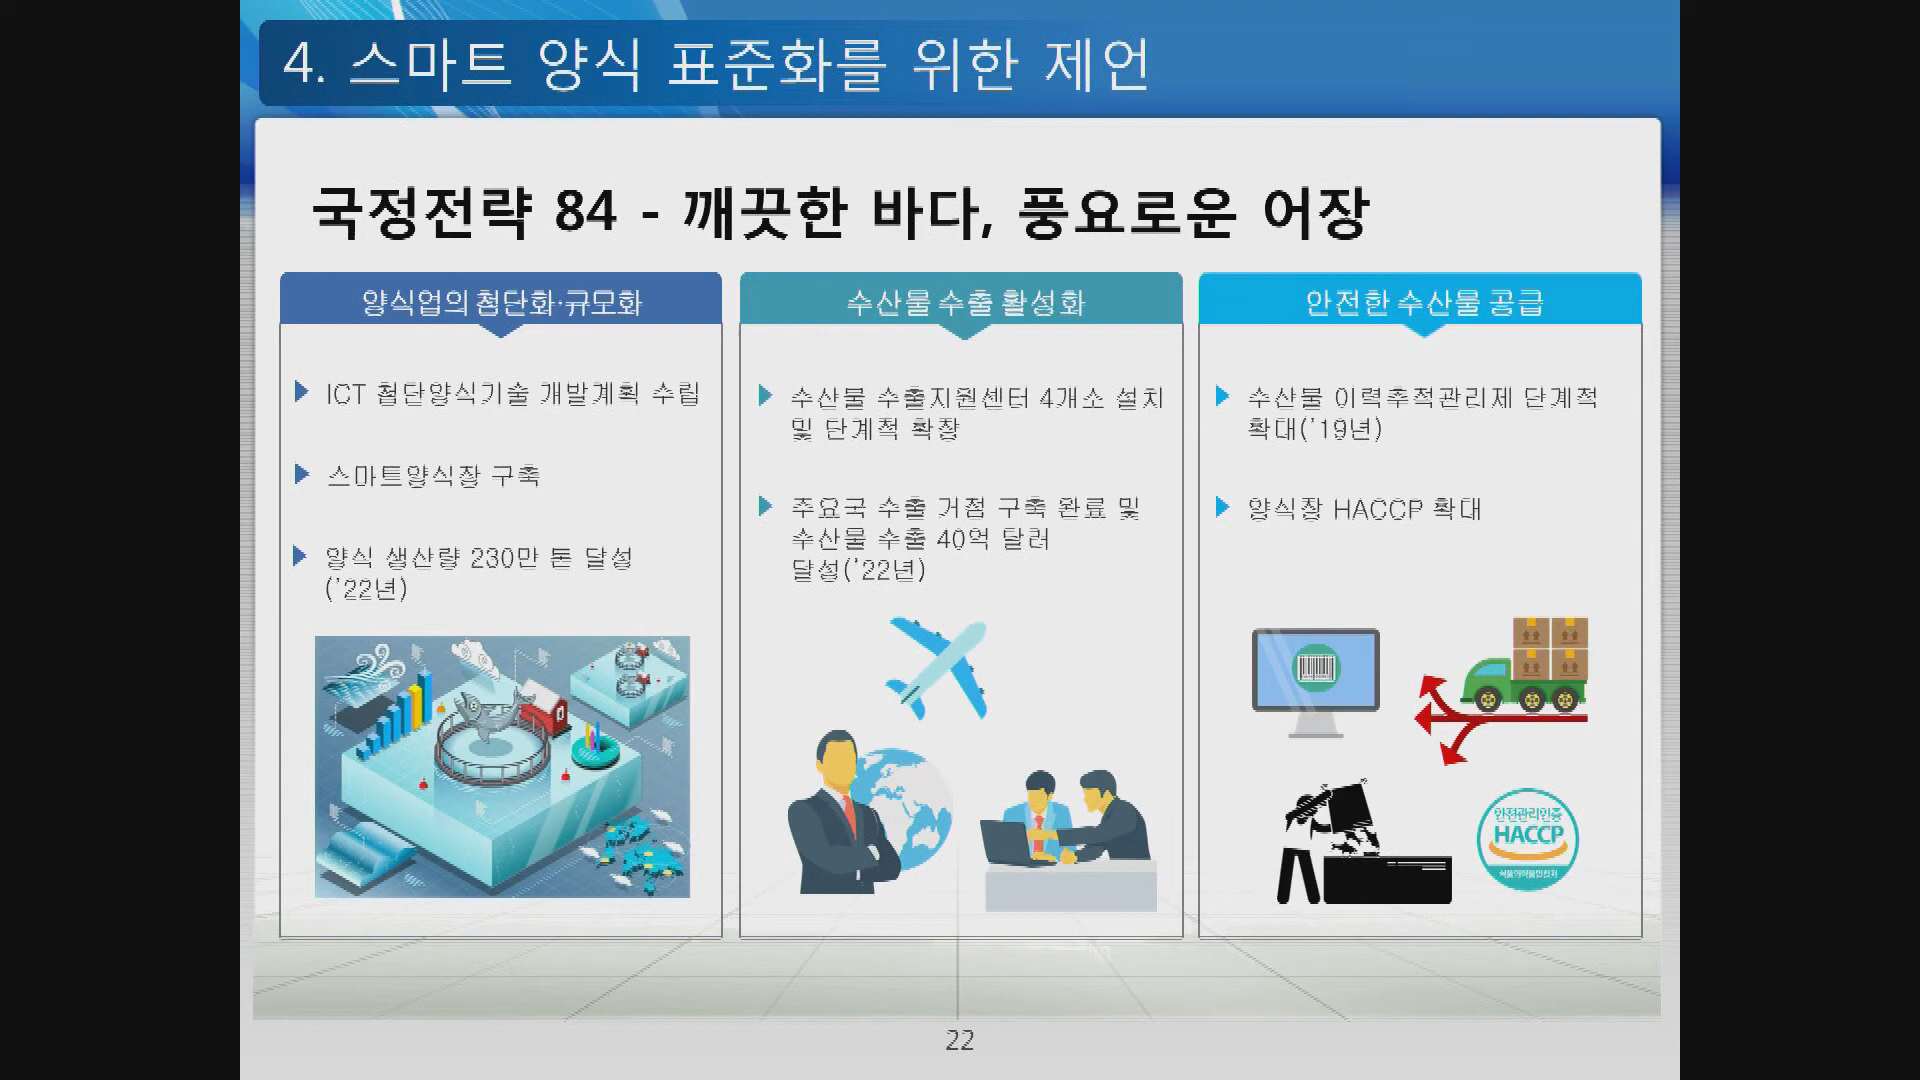 4. 스마트 양식 표준화를 위한 제언
국정전략 84 - 깨끗한 바다, 풍요로운 어장
양식업의 첨단화·규모화
ICT 첨단양식기술 개발계획 수립
스마트양식장 구축
양식 생산량 230만 톤 달성
('22년)
수산물 수출 활성화
수산물 수출지원센터 4개소 설치
및 단계적 확장
주요국 수출 거점 구축 완료 및
수산물 수출 40억 달러
달성('22년)
안전한 수산물 공급
수산물 이력추적관리제 단계적
확대('19년)
양식장 HACCP 확대
안전관리인증
HACCP
식품의약품안전처
22